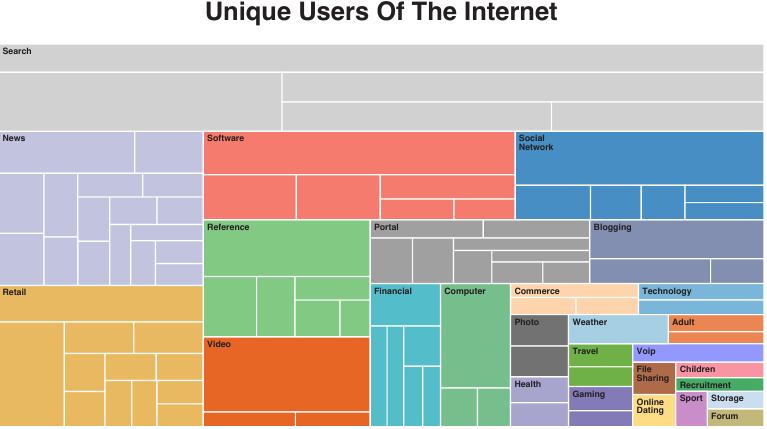 Unique Users Of The Internet
Search
News
Software
Social
Network
Reference
Portal
Blogging
Retail
Financial
Computer
Commerce
Technology
Video
Photo
Weather
Adult
Travel
Voip
Health
File
Sharing
Children
Recruitment
Gaming
Online
Dating
Sport
Storage
Forum